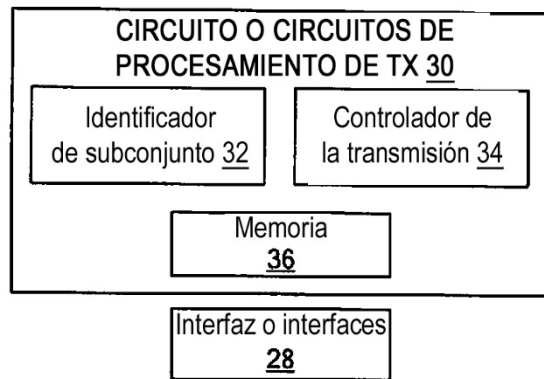 CIRCUITO O CIRCUITOS DE
PROCESAMIENTO DE TX 30
Identificador
de subconjunto 32
Controlador de
la transmisión 34
Memoria
36
Interfaz o interfaces
28